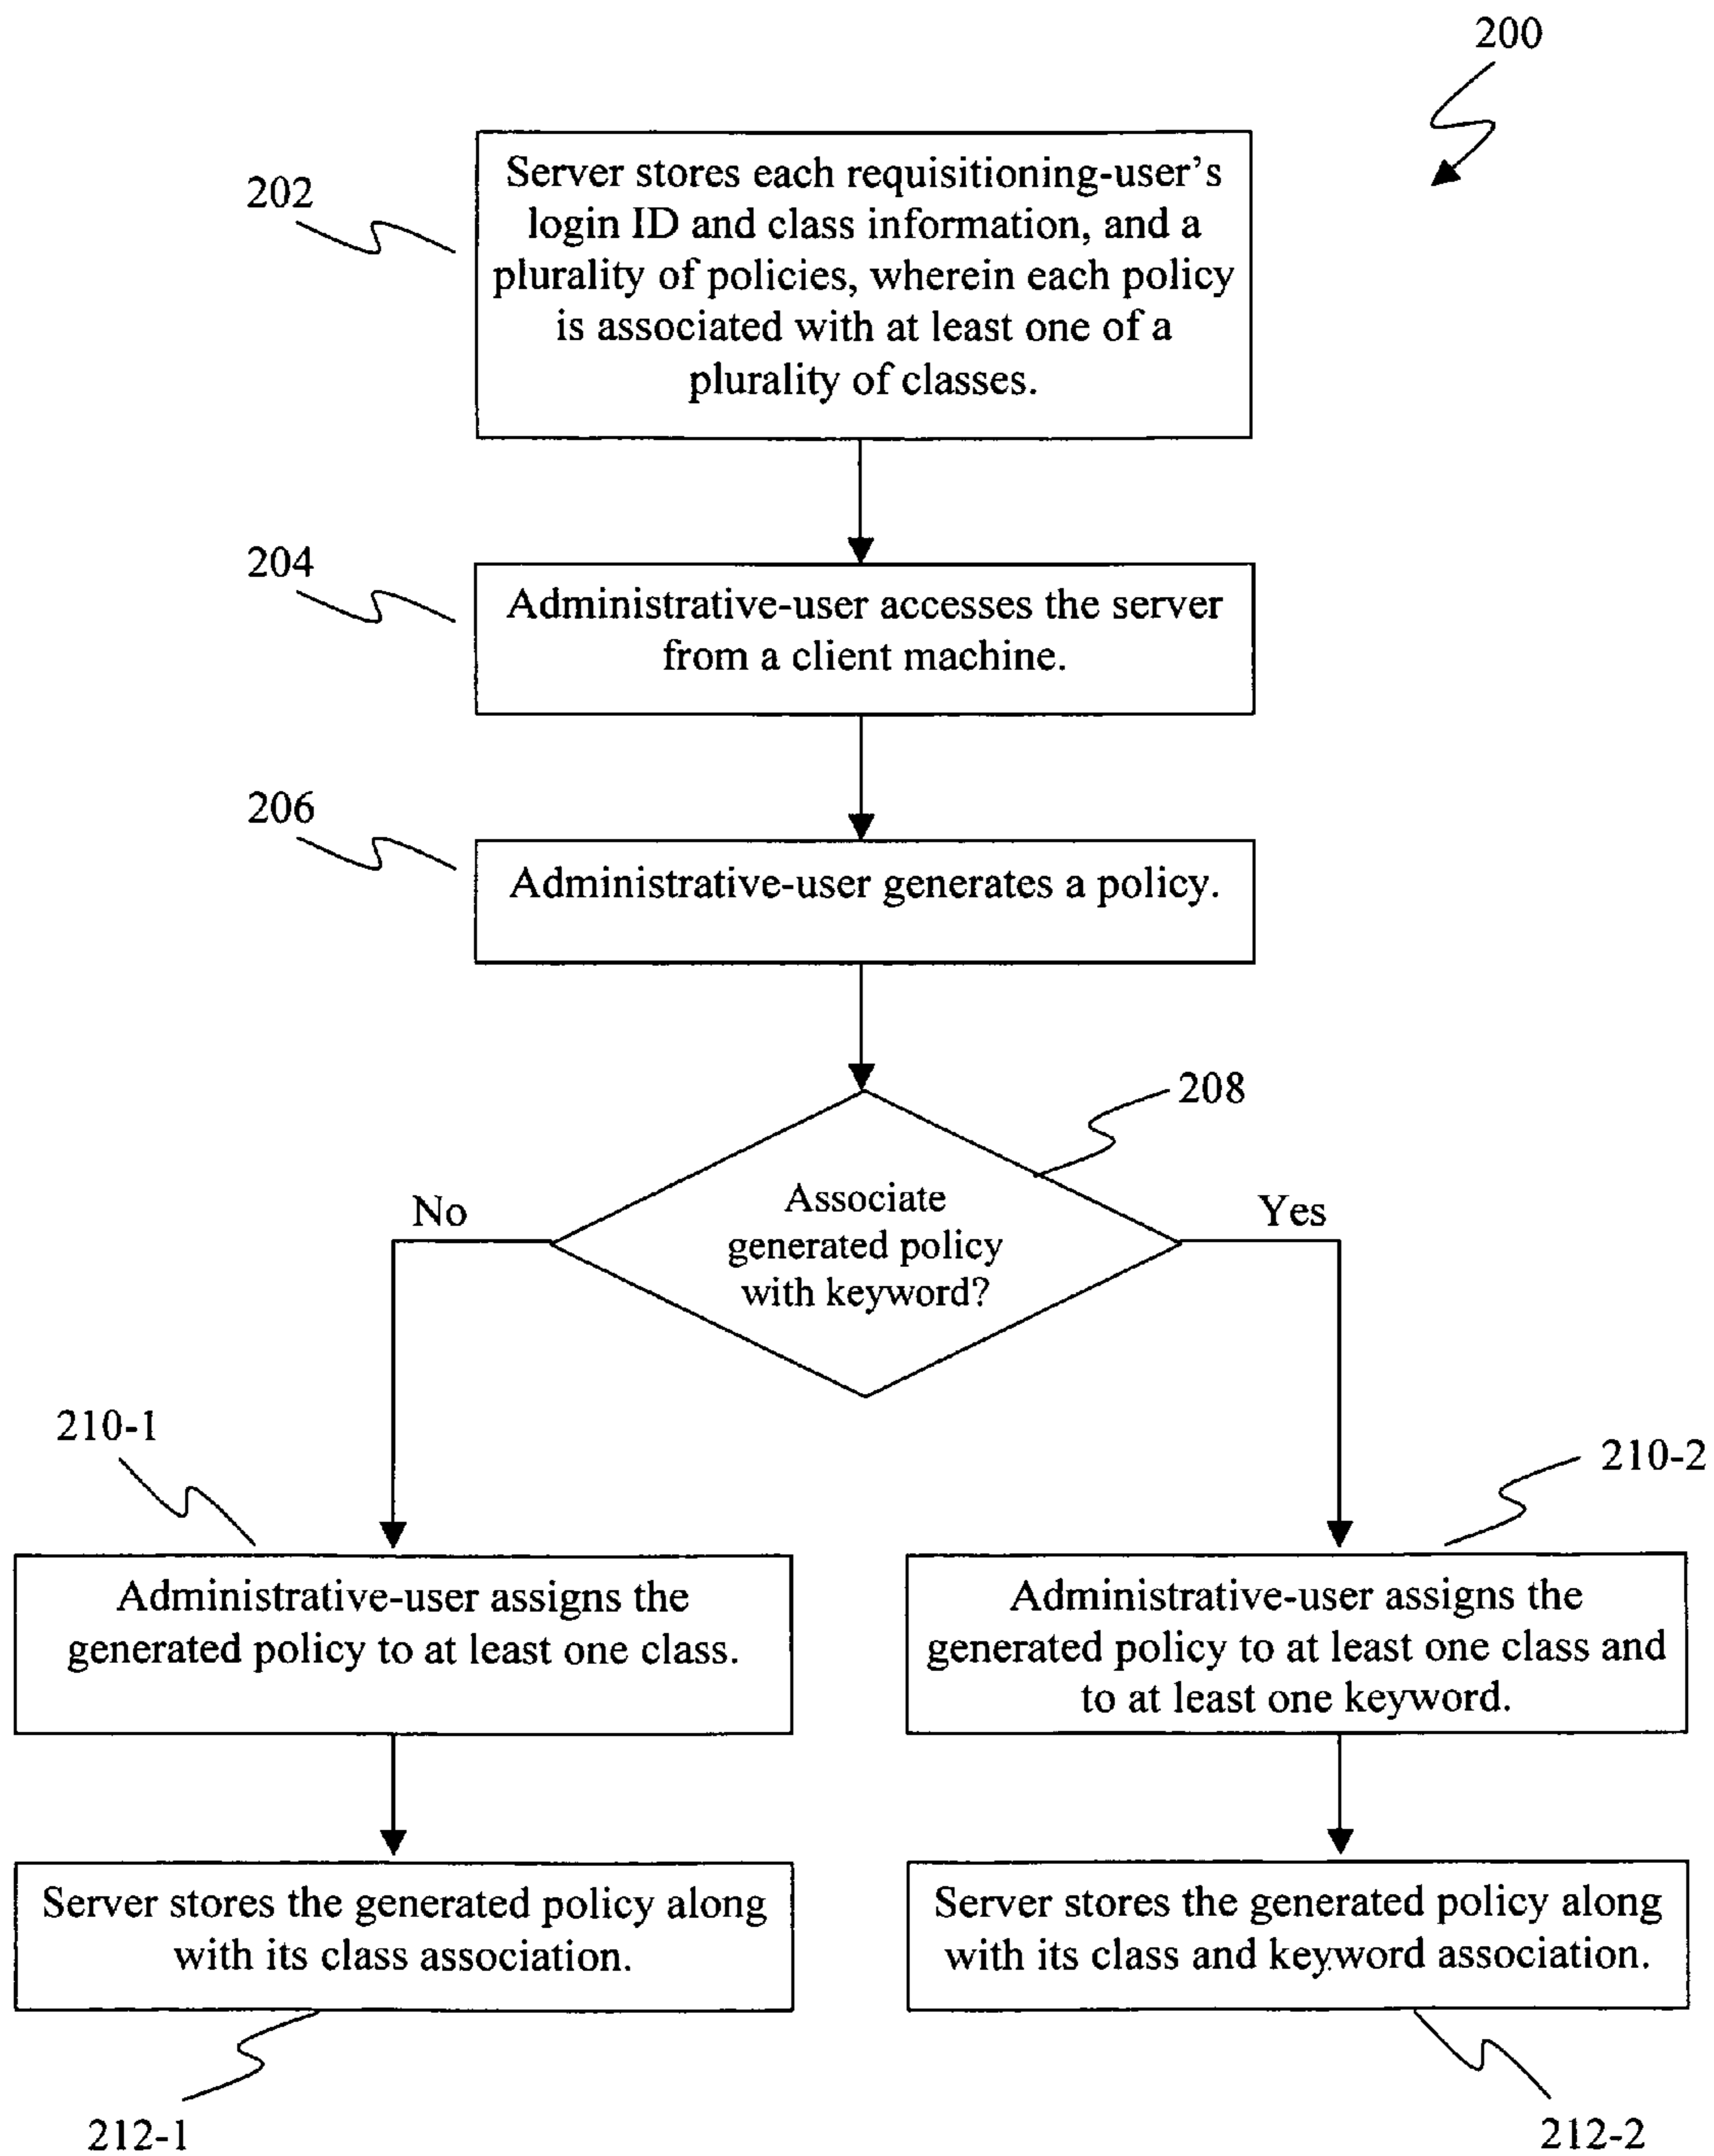 200
202
Server stores each requisitioning-user's
login ID and class information, and a
plurality of policies, wherein each policy
is associated with at least one of a
plurality of classes.
204
Administrative-user accesses the server
from a client machine.
206
Administrative-user generates a policy.
208
Associate
generated policy
with keyword?
No
Yes
210-1
210-2
Administrative-user assigns the
generated policy to at least one class.
Administrative-user assigns the
generated policy to at least one class and
to at least one keyword.
Server stores the generated policy along
with its class association.
Server stores the generated policy along
with its class and keyword association.
212-1
212-2